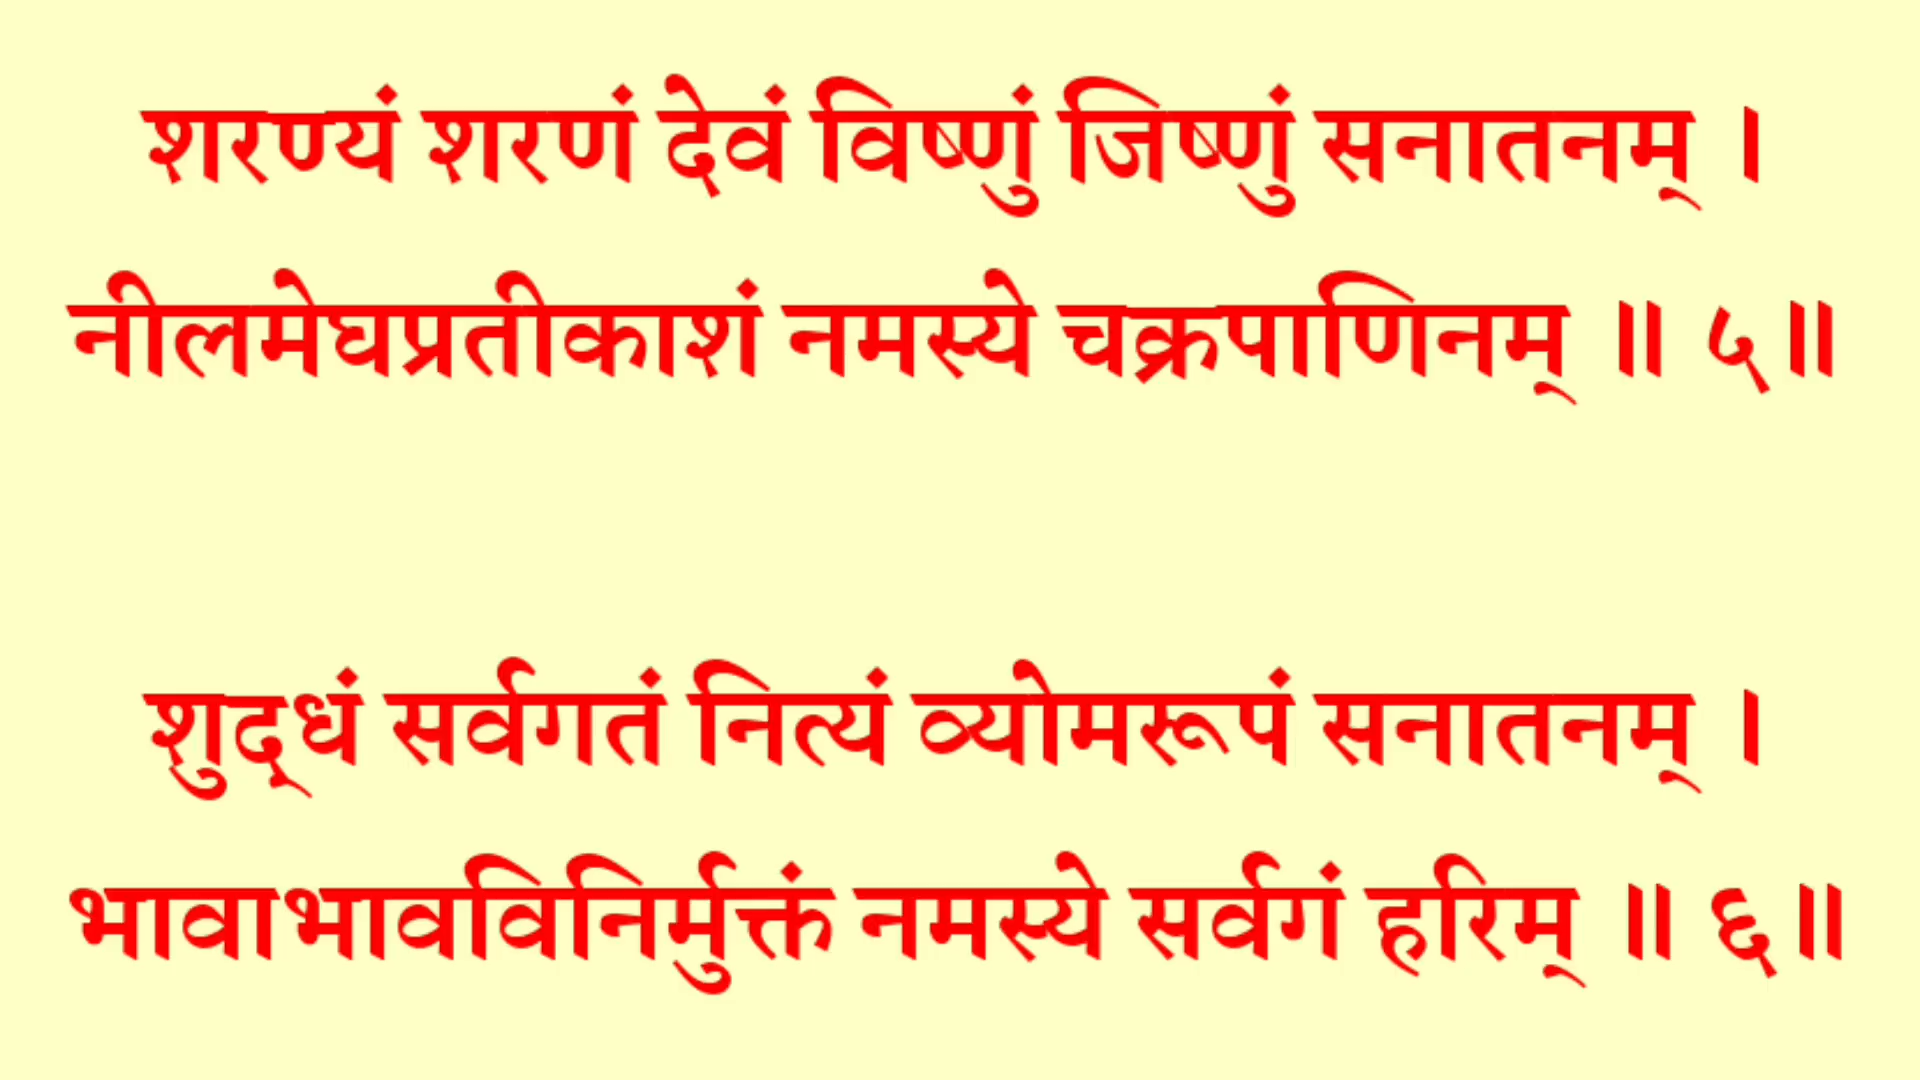 शरण्यं शरणं देवं विष्णुं जिष्णुं सनातनम् ।
नीलमेघप्रतीकाशं नमस्ये चक्रपाणिनम् ॥ ५॥
शुद्‍धं सर्वगतं नित्यं व्योमरूपं सनातनम् ।
भावाभावविनिर्मुक्तं नमस्ये सर्वगं हरिम् ॥ ६॥